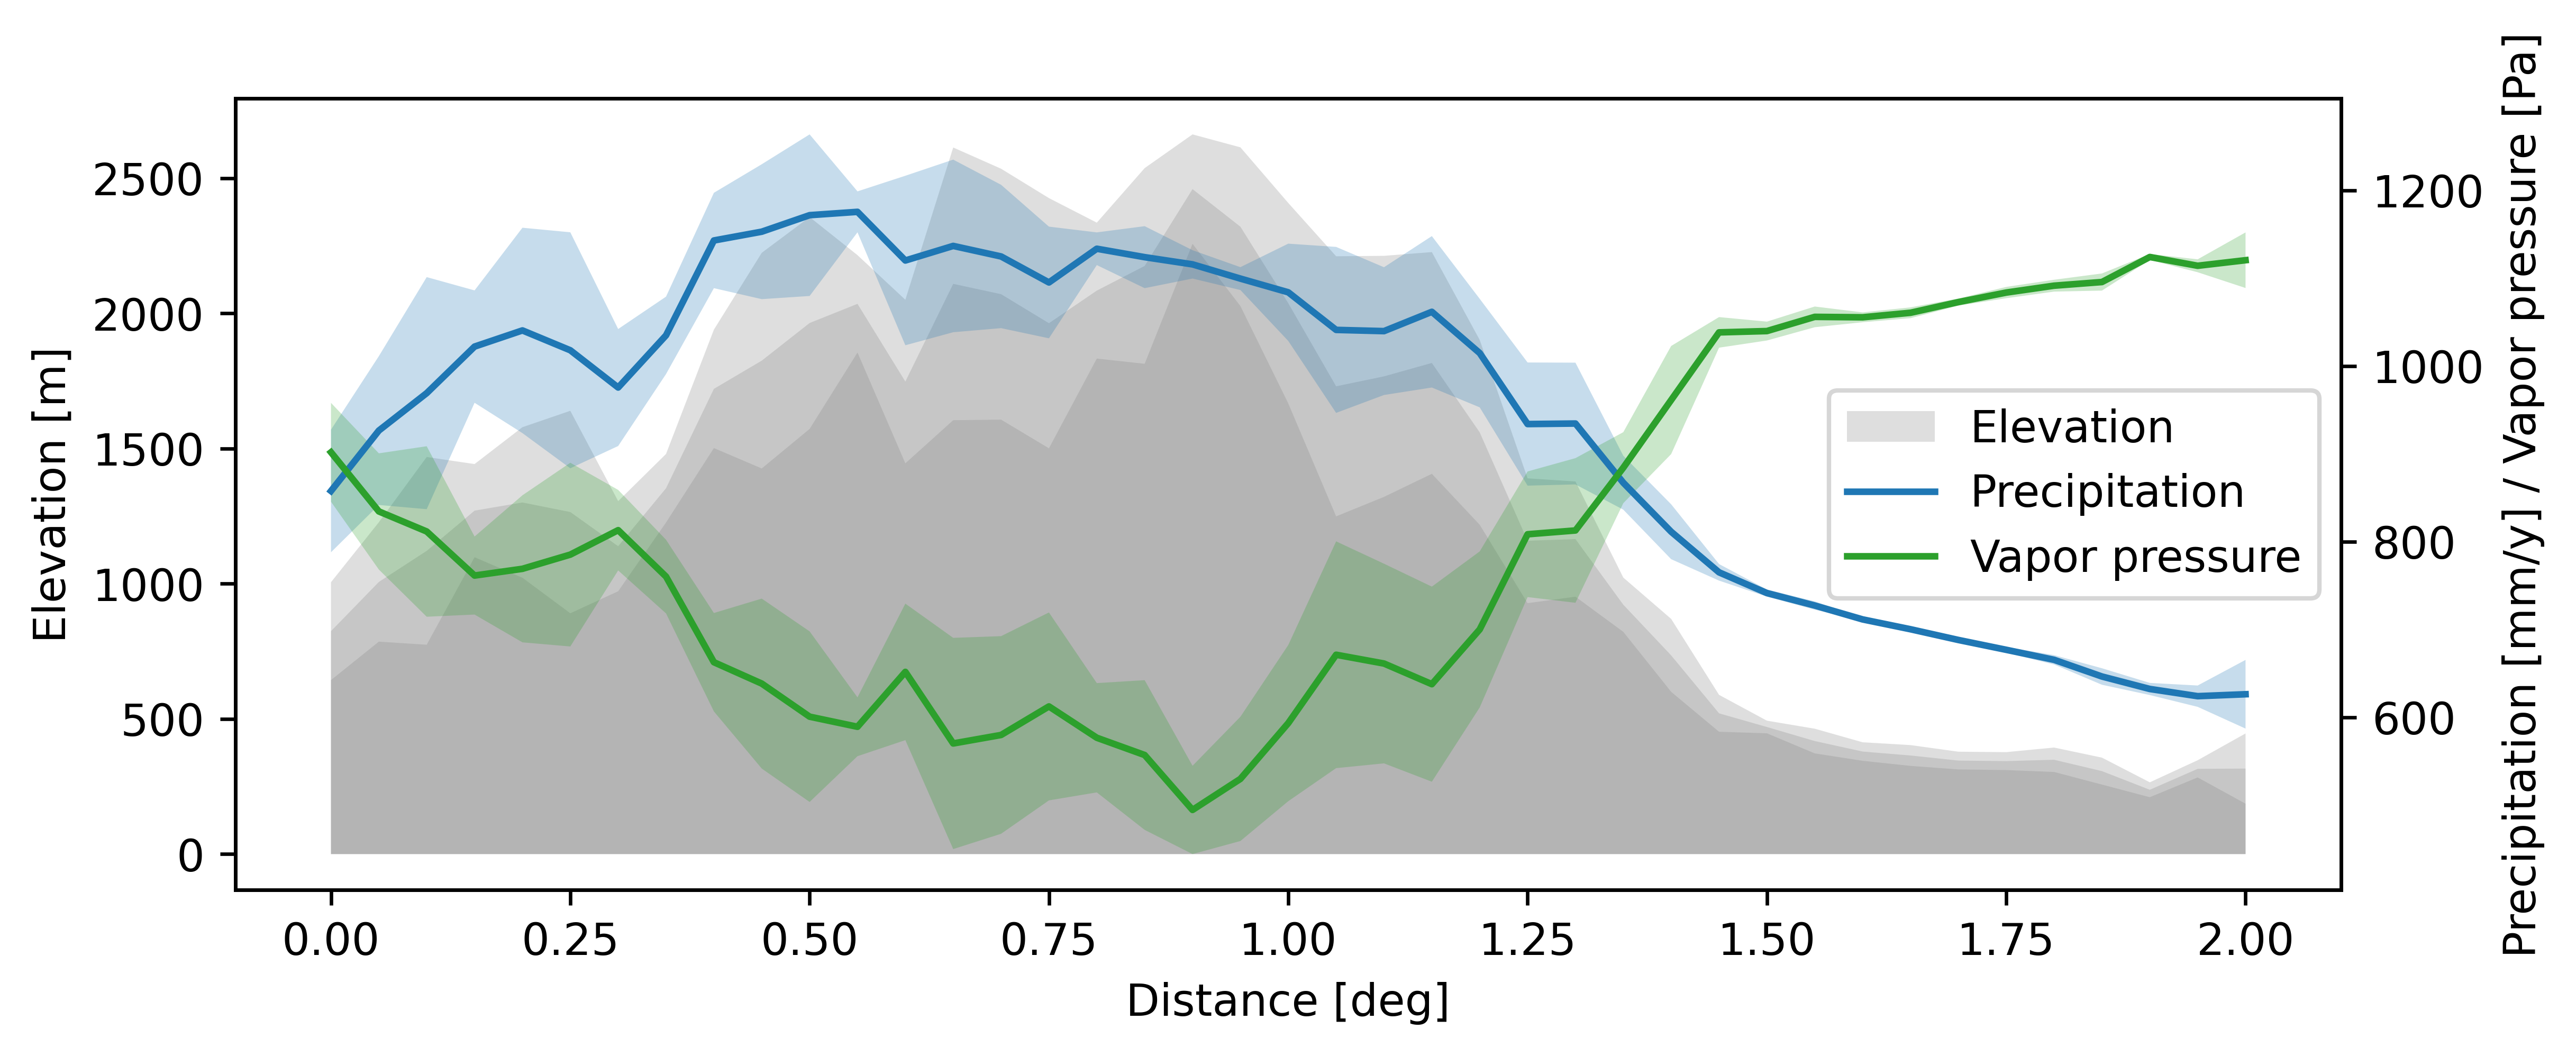 Elevation [m]
2500
2000
1500
1000
500
0
0.00 0.25 0.50 0.75 1.00 1.25 1.50 1.75 2.00
Distance [deg]
Elevation
Precipitation
Vapor pressure
1200
1000
800
600
Precipitation [mm/y] / Vapor pressure [Pa]